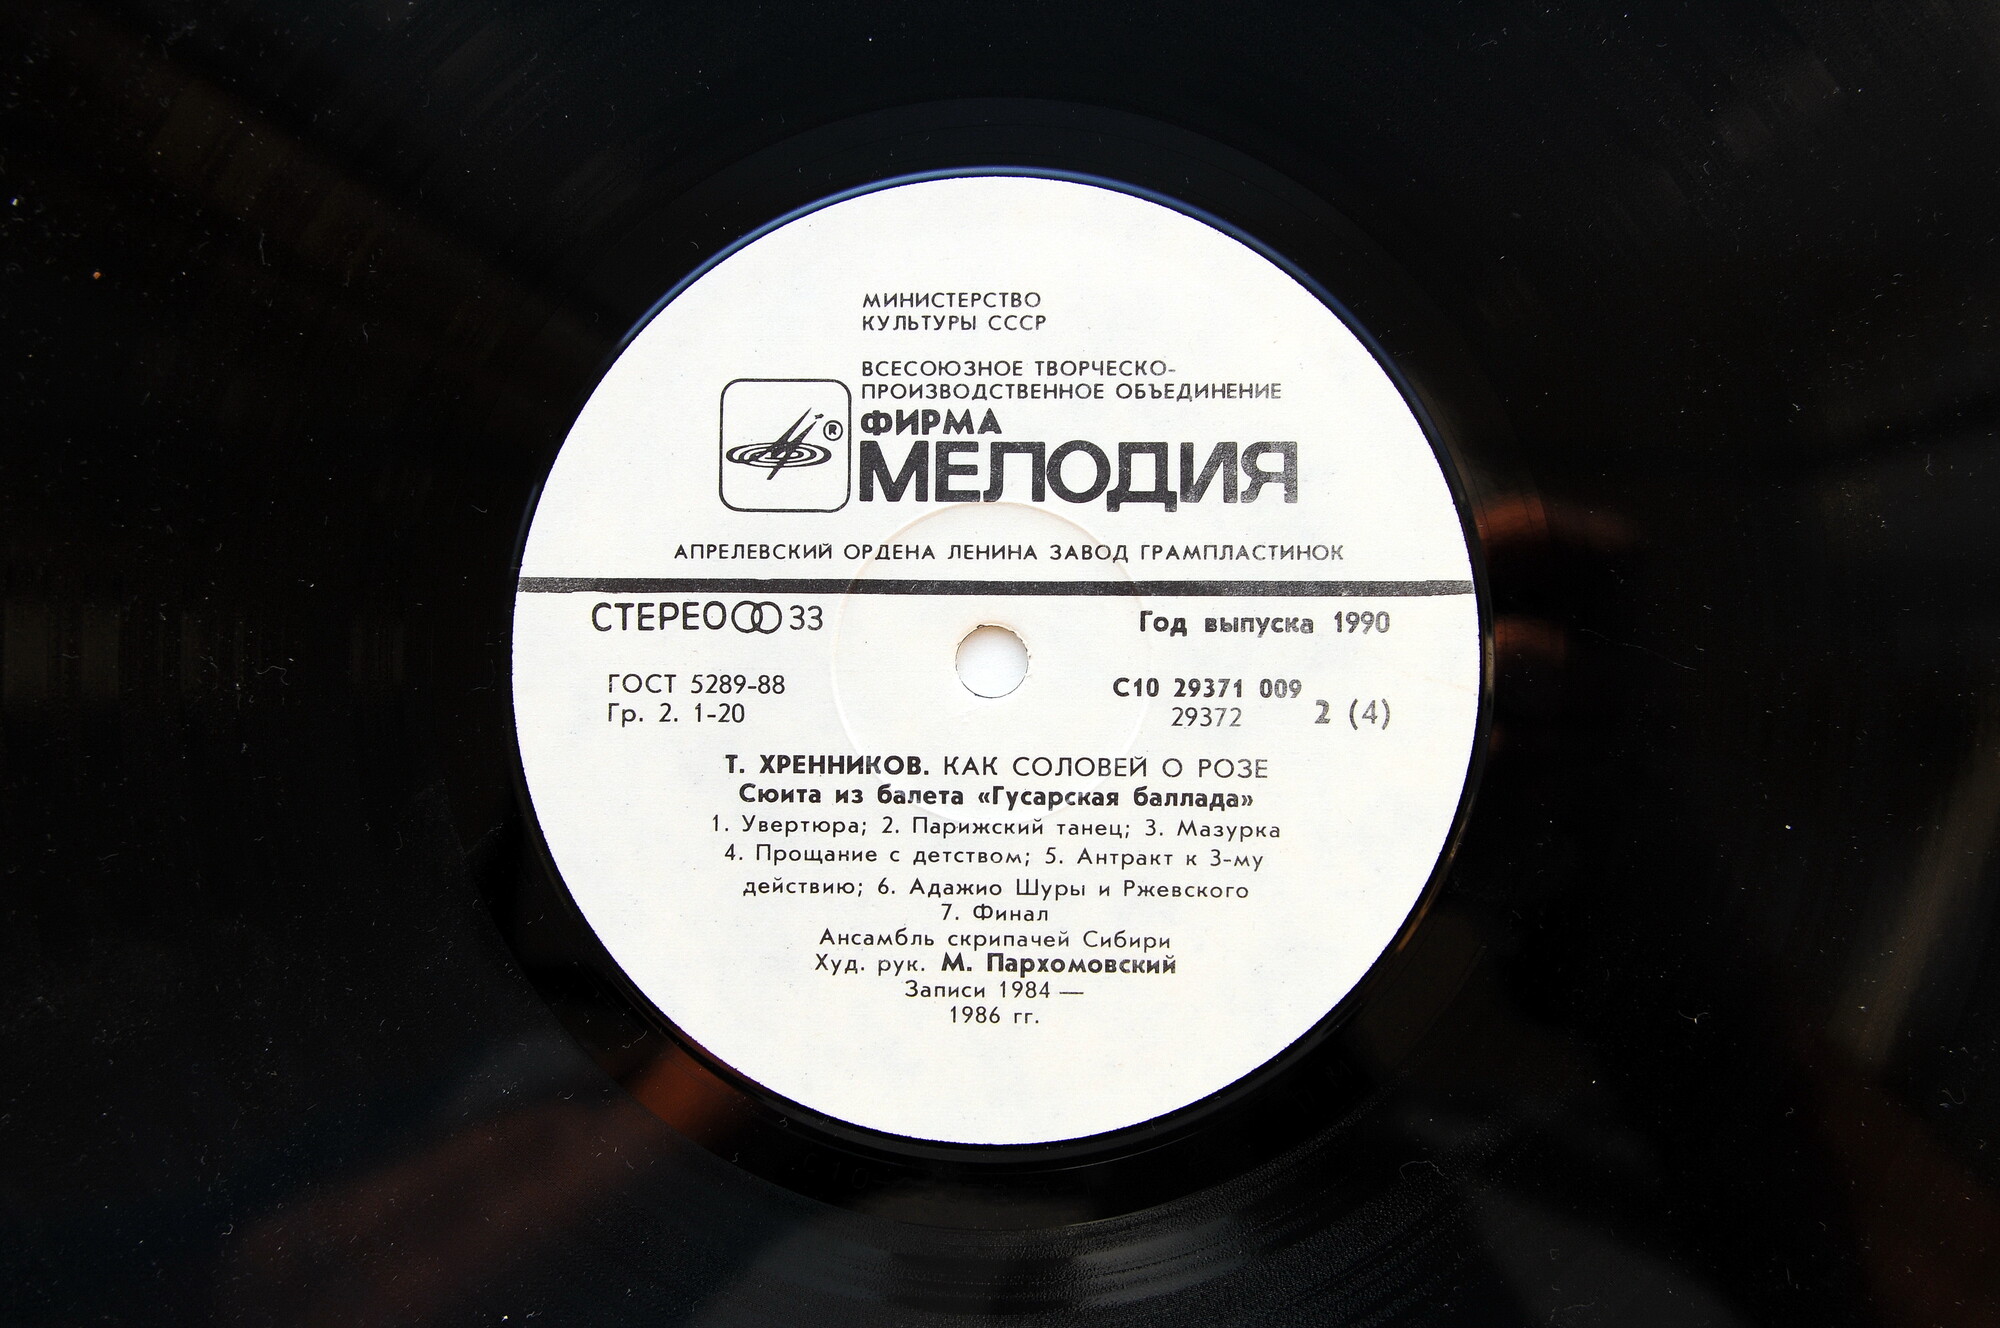 МИНИСТЕРСТВО
КУЛЬТУРЫ СССР
ВСЕСОЮЗНОЕ ТВОРЧЕСКО-
ПРОИЗВОДСТВЕННОЕ ОБЪЕДИНЕНИЕ
ФИРМА
®
МЕЛОДИЯ
АПРЕЛЕВСКИЙ ОРДЕНА ЛЕНИНА ЗАВОД ГРАМПЛАСТИНОК
СТЕРЕО 33
Год выпуска 1990
ГОСТ 5289-88
Гр. 2. 1-20
С10 29371 009
29372 2 (4)
Т. ХРЕННИКОВ. КАК СОЛОВЕЙ О РОЗЕ
Сюита из балета «Гусарская баллада»
1. Увертюра; 2. Парижский танец; 3. Мазурка
4. Прощание с детством; 5. Антракт к 3-му
действию; 6. Адажио Шуры и Ржевского
7. Финал
Ансамбль скрипачей Сибири
Худ. рук. М. Пархомовский
Записи 1984 —
1986 гг.